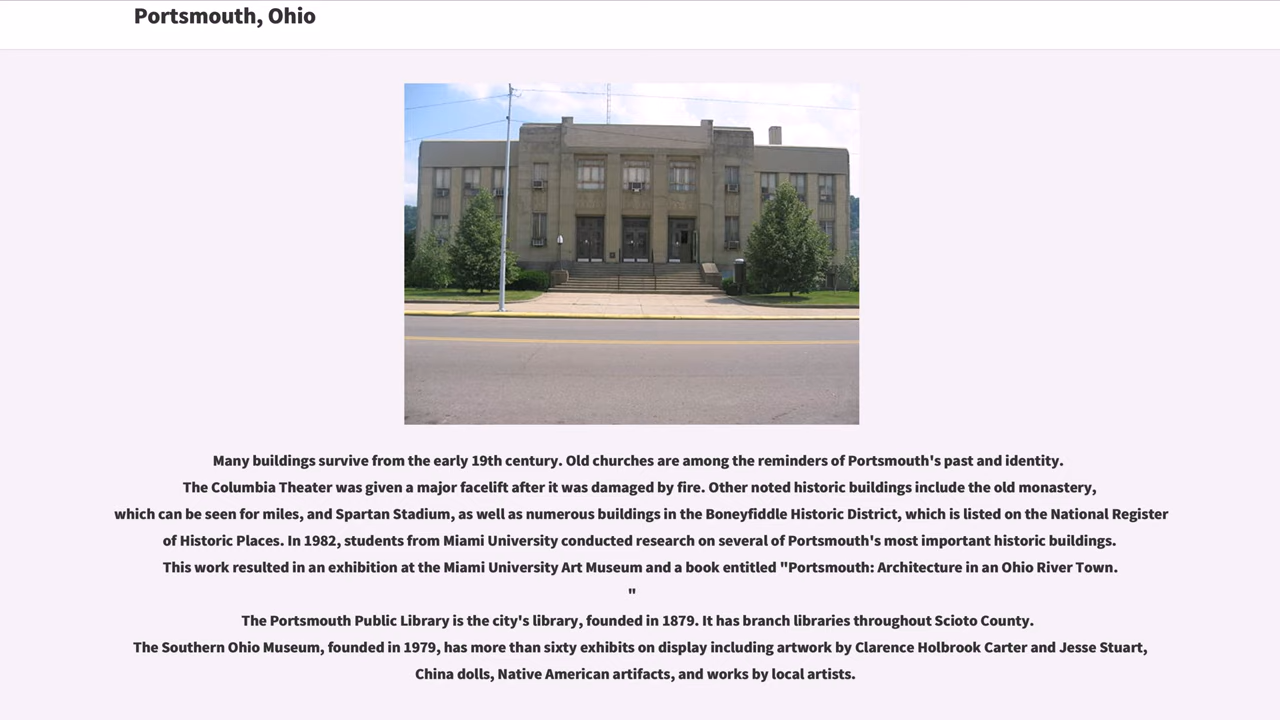 Portsmouth, Ohio
Many buildings survive from the early 19th century. Old churches are among the reminders of Portsmouth's past and identity.
The Columbia Theater was given a major facelift after it was damaged by fire. Other noted historic buildings include the old monastery,
which can be seen for miles, and Spartan Stadium, as well as numerous buildings in the Boneyfiddle Historic District, which is listed on the National Register
of Historic Places. In 1982, students from Miami University conducted research on several of Portsmouth's most important historic buildings.
This work resulted in an exhibition at the Miami University Art Museum and a book entitled "Portsmouth: Architecture in an Ohio River Town.
"
The Portsmouth Public Library is the city's library, founded in 1879. It has branch libraries throughout Scioto County.
The Southern Ohio Museum, founded in 1979, has more than sixty exhibits on display including artwork by Clarence Holbrook Carter and Jesse Stuart,
China dolls, Native American artifacts, and works by local artists.